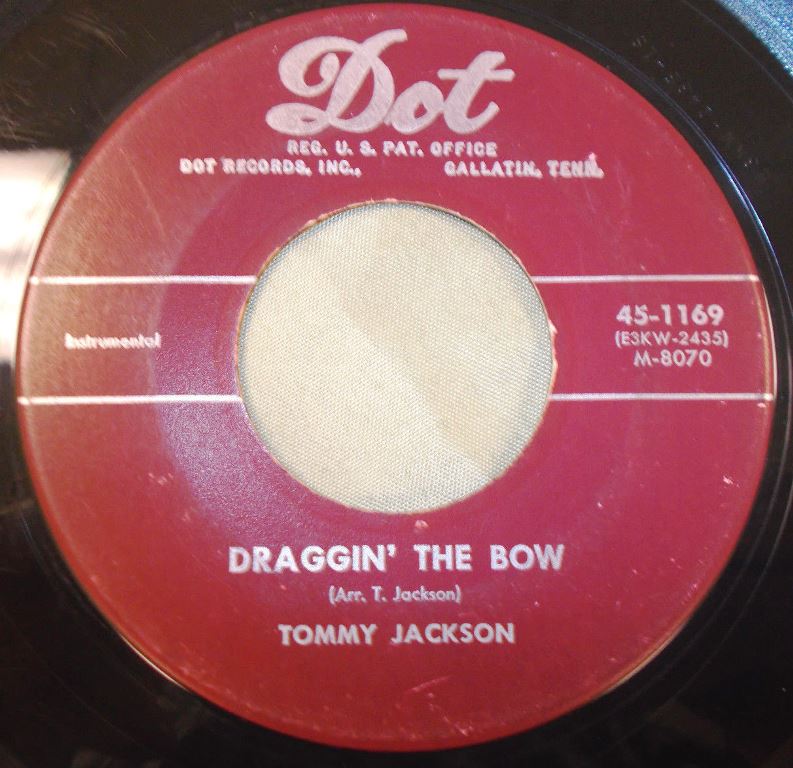 Dot
REG. U. S. PAT. OFFICE
DOT RECORDS, INC., GALLATIN, TENN.
Instrumental
45-1169
(E3KW-2435)
M-8070
DRAGGIN' THE BOW
(Arr. T. Jackson)
TOMMY JACKSON